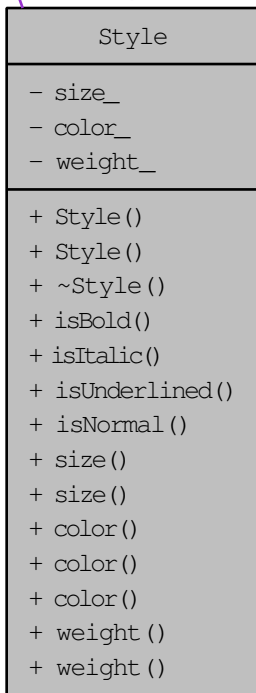 Style
- size_
- color_
- weight_
+ Style()
+ Style()
+ ~Style()
+ isBold()
+ isItalic()
+ isUnderlined()
+ isNormal()
+ size()
+ size()
+ color()
+ color()
+ color()
+ weight()
+ weight()